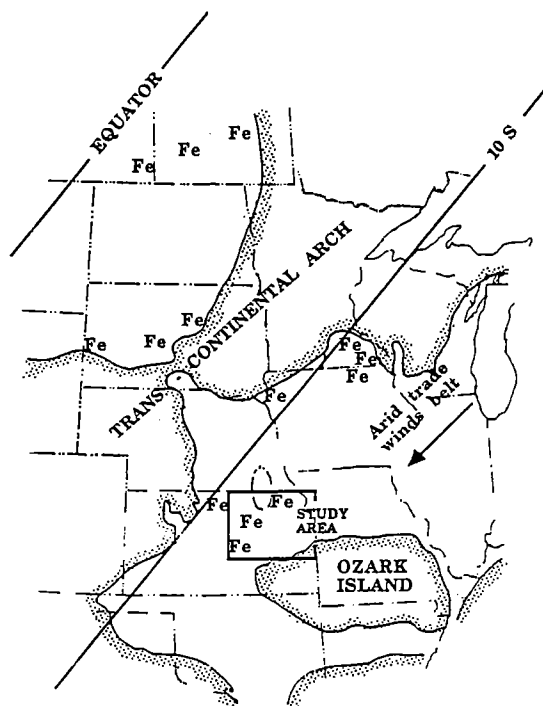 EQUATOR
Fe
Fe
Fe
10 S
TRANS CONTINENTAL ARCH
Fe
Fe
Fe
Fe
Fe
Fe
Fe
Arid trade
winds belt
Fe
Fe
STUDY
AREA
Fe
Fe
OZARK
ISLAND